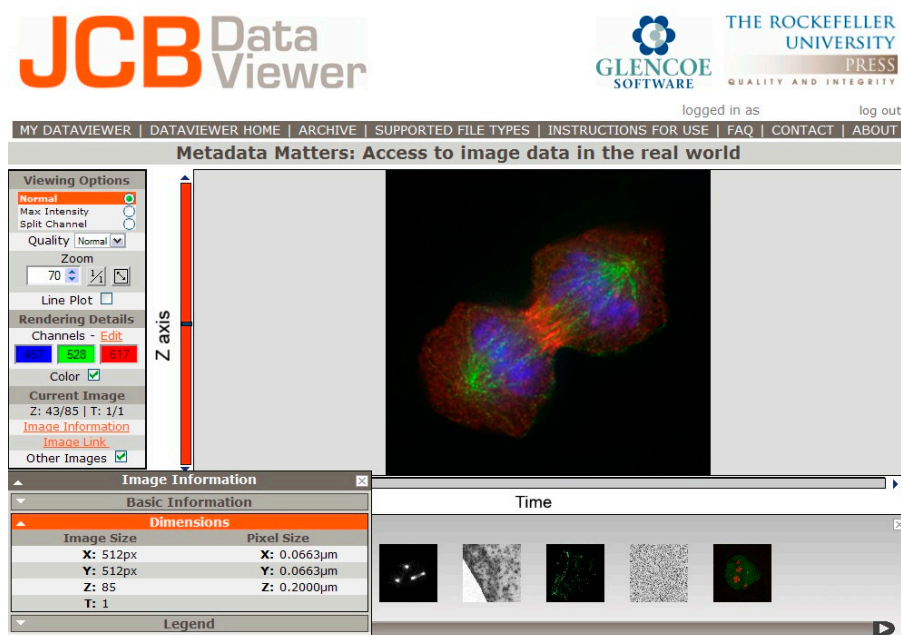 JCB Data Viewer
GLENCOE SOFTWARE
THE ROCKEFELLER UNIVERSITY PRESS
QUALITY AND INTEGRITY
logged in as log out
MY DATAVIEWER | DATAVIEWER HOME | ARCHIVE | SUPPORTED FILE TYPES | INSTRUCTIONS FOR USE | FAQ | CONTACT | ABOUT
Metadata Matters: Access to image data in the real world
Viewing Options
Normal
Max Intensity
Split Channel
Quality Normal
Zoom
70 1/1
Line Plot
Rendering Details
Channels - Edit
457 528 617
Color
Current Image
Z: 43/85 | T: 1/1
Image Information
Image Link
Other Images
Z axis
Time
Image Information
Basic Information
Dimensions
Image Size Pixel Size
X: 512px X: 0.0663µm
Y: 512px Y: 0.0663µm
Z: 85 Z: 0.2000µm
T: 1
Legend